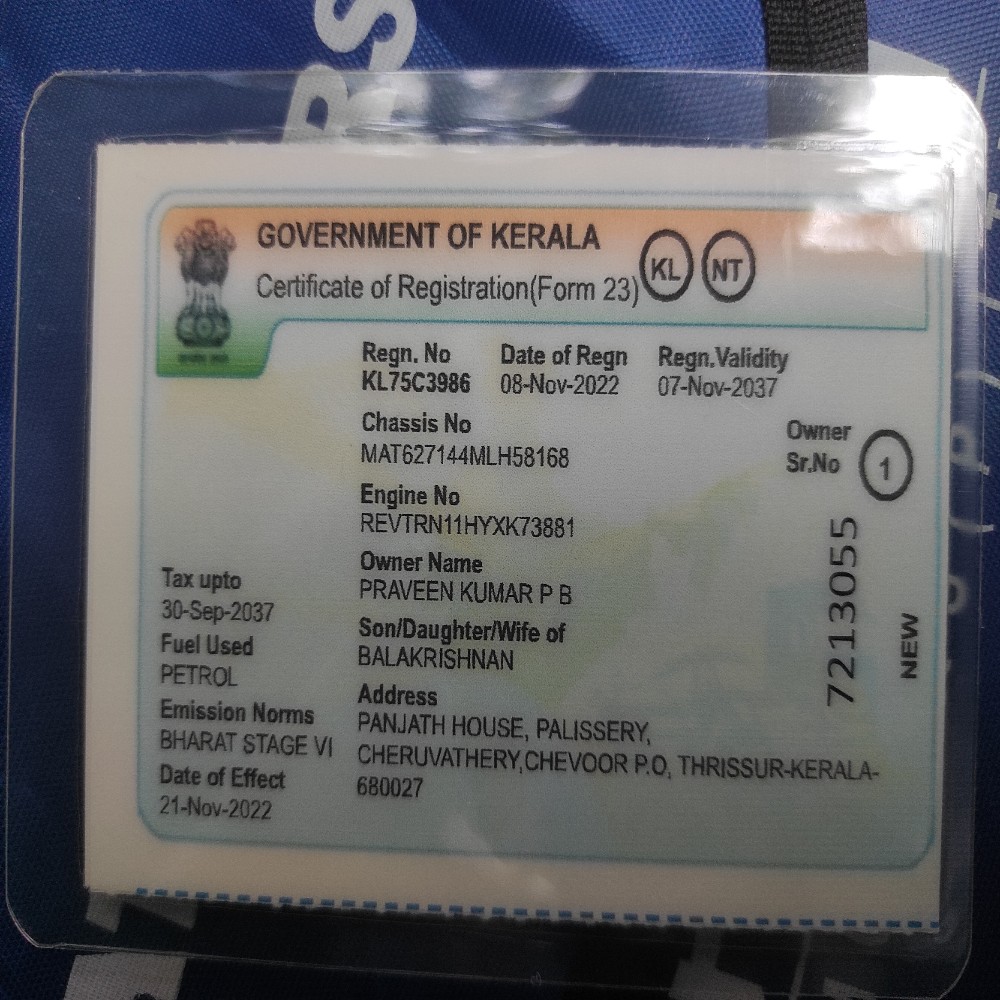 RS
GOVERNMENT OF KERALA
Certificate of Registration(Form 23)
KL
NT
Regn. No
KL75C3986
Date of Regn
08-Nov-2022
Regn.Validity
07-Nov-2037
Chassis No
MAT627144MLH58168
Owner
Sr.No
1
Engine No
REVTRN11HYXK73881
Owner Name
PRAVEEN KUMAR P B
Son/Daughter/Wife of
BALAKRISHNAN
Address
PANJATH HOUSE, PALISSERY,
CHERUVATHERY,CHEVOOR P.O, THRISSUR-KERALA-
680027
Tax upto
30-Sep-2037
Fuel Used
PETROL
Emission Norms
BHARAT STAGE VI
Date of Effect
21-Nov-2022
7213055
NEW